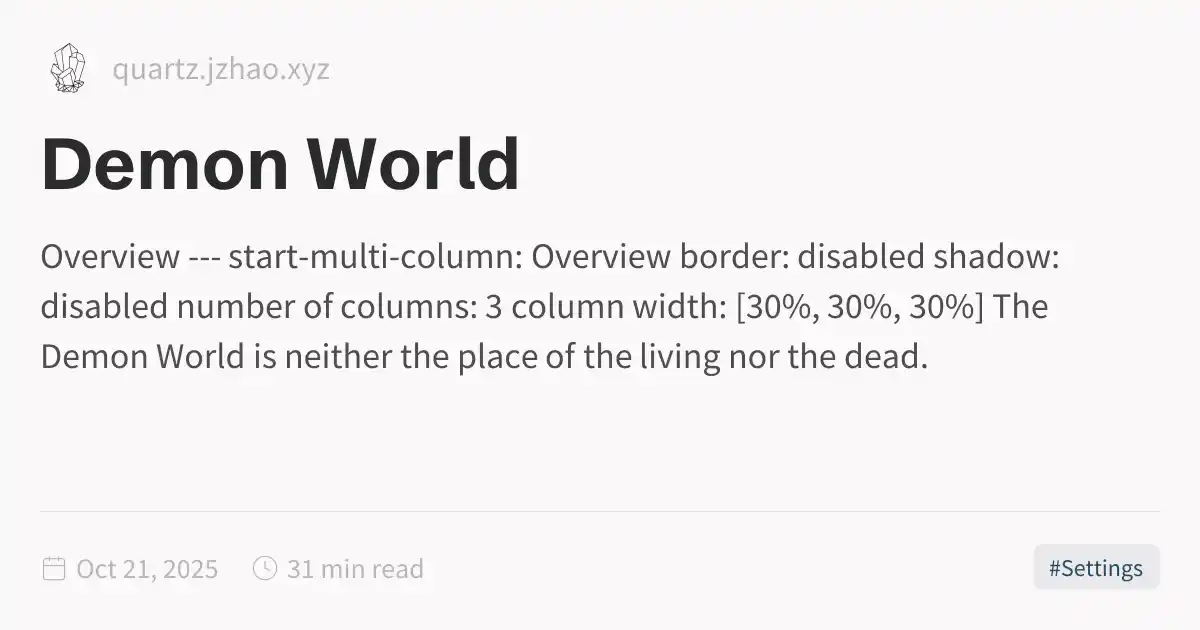 quartz.jzhao.xyz
Demon World
Overview --- start-multi-column: Overview border: disabled shadow:
disabled number of columns: 3 column width: [30%, 30%, 30%] The
Demon World is neither the place of the living nor the dead.
Oct 21, 2025 31 min read #Settings